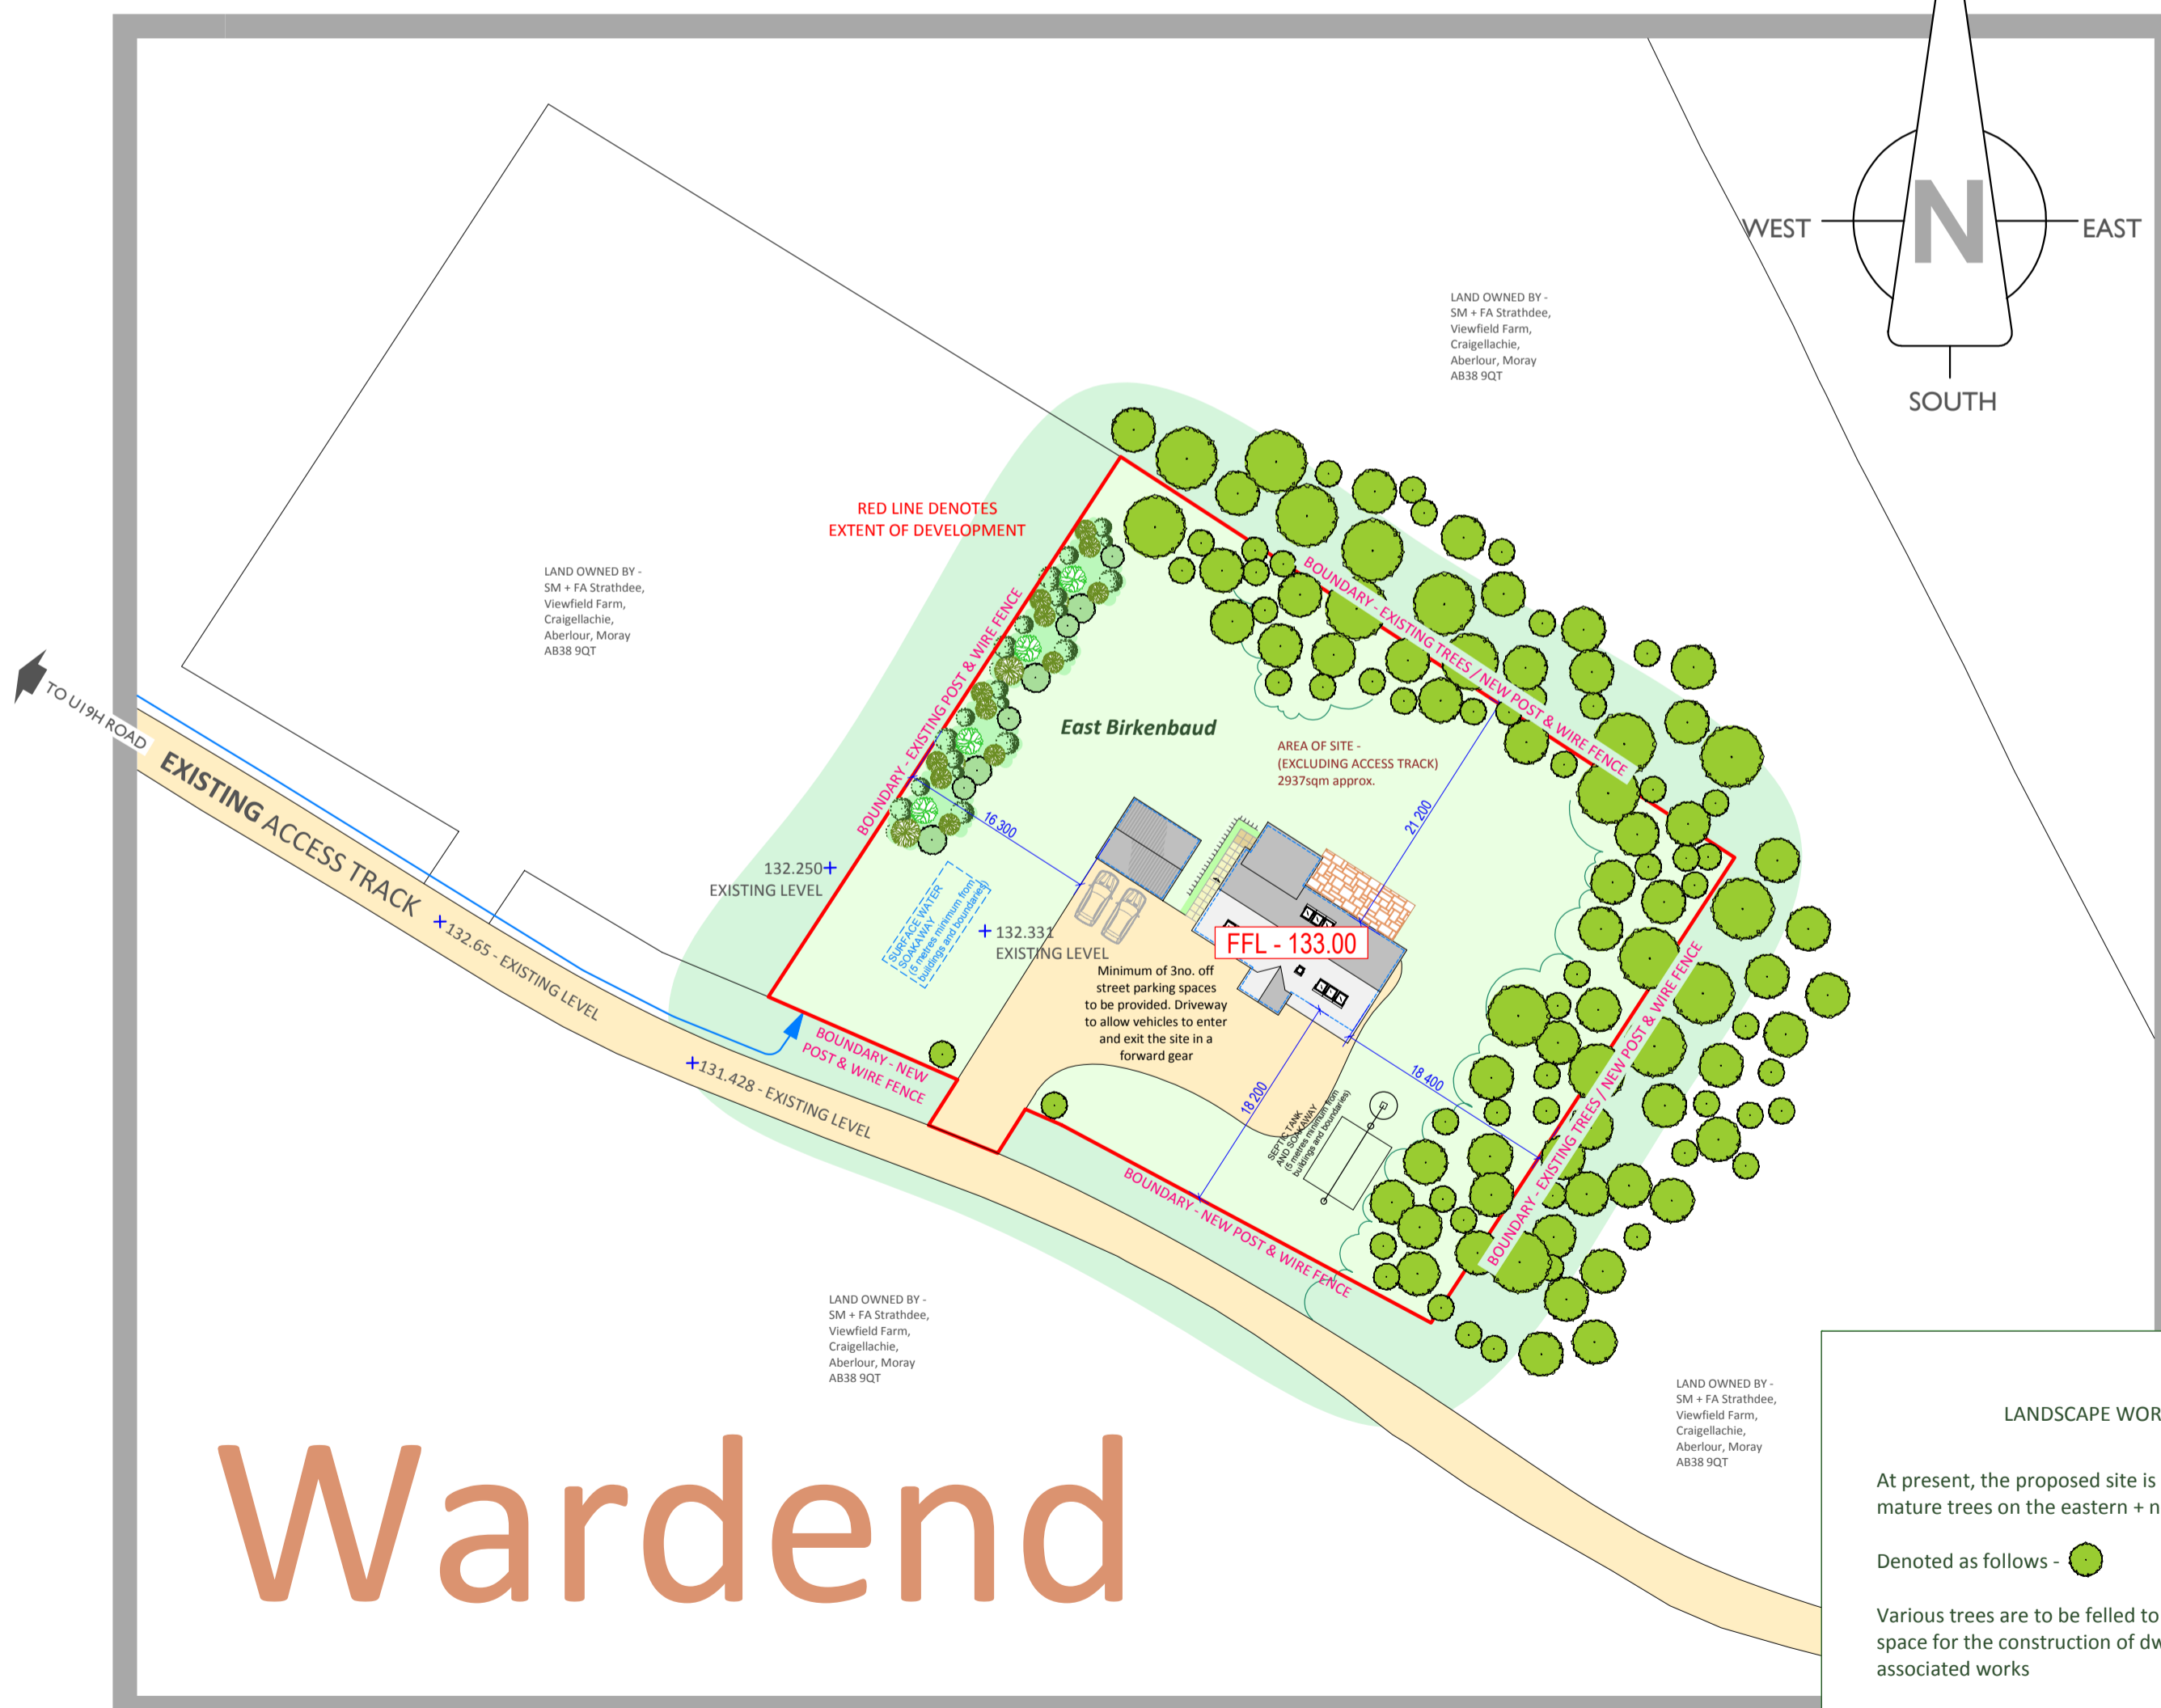 N
WEST
EAST
SOUTH
LAND OWNED BY -
SM + FA Strathdee,
Viewfield Farm,
Craigellachie,
Aberlour, Moray
AB38 9QT
RED LINE DENOTES
EXTENT OF DEVELOPMENT
LAND OWNED BY -
SM + FA Strathdee,
Viewfield Farm,
Craigellachie,
Aberlour, Moray
AB38 9QT
BOUNDARY - EXISTING TREES / NEW POST & WIRE FENCE
BOUNDARY - EXISTING POST & WIRE FENCE
TO U19H ROAD
EXISTING ACCESS TRACK
East Birkenbaud
AREA OF SITE -
(EXCLUDING ACCESS TRACK)
2937sqm approx.
16 300
21 200
132.250
EXISTING LEVEL
SURFACE WATER
SOAKAWAY
(5 metres minimum from
buildings and boundaries)
132.331
EXISTING LEVEL
FFL - 133.00
132.65 - EXISTING LEVEL
Minimum of 3no. off
street parking spaces
to be provided. Driveway
to allow vehicles to enter
and exit the site in a
forward gear
BOUNDARY - NEW
POST & WIRE FENCE
131.428 - EXISTING LEVEL
18 200
18 400
SEPTIC TANK
AND SOAKAWAY
(5 metres minimum from
buildings and boundaries)
BOUNDARY - EXISTING TREES / NEW POST & WIRE FENCE
BOUNDARY - NEW POST & WIRE FENCE
LAND OWNED BY -
SM + FA Strathdee,
Viewfield Farm,
Craigellachie,
Aberlour, Moray
AB38 9QT
LAND OWNED BY -
SM + FA Strathdee,
Viewfield Farm,
Craigellachie,
Aberlour, Moray
AB38 9QT
Wardend
LANDSCAPE WOR
At present, the proposed site is
mature trees on the eastern + n
Denoted as follows -
Various trees are to be felled to
space for the construction of dw
associated works